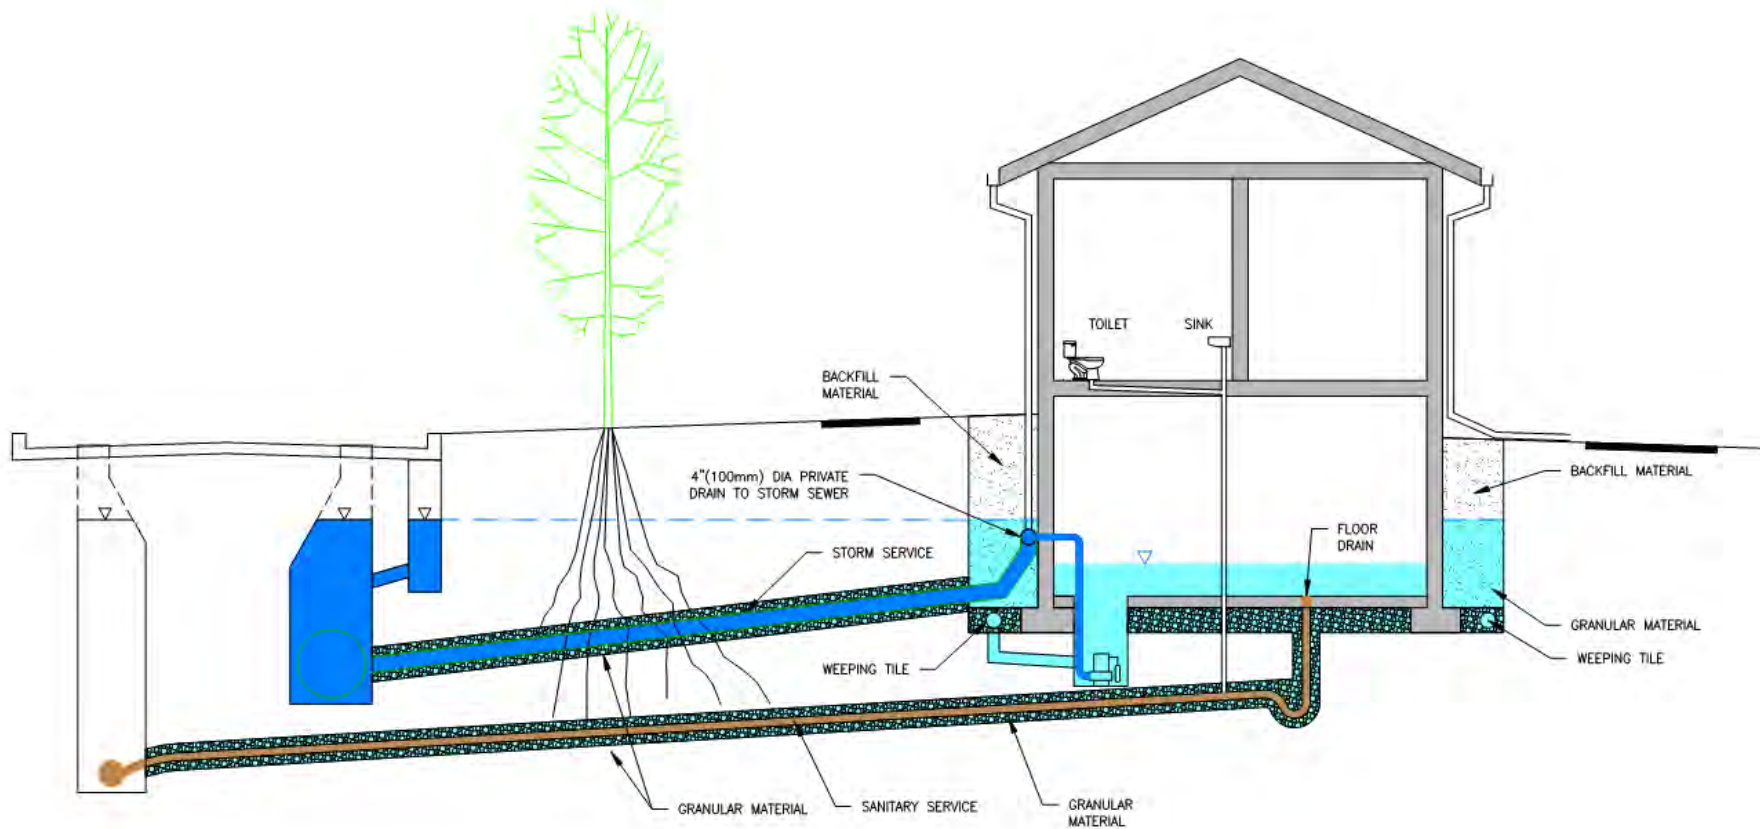 TOILET
SINK
BACKFILL
MATERIAL
4"(100mm) DIA PRIVATE
DRAIN TO STORM SEWER
BACKFILL MATERIAL
FLOOR
DRAIN
STORM SERVICE
GRANULAR MATERIAL
WEEPING TILE
WEEPING TILE
GRANULAR MATERIAL
SANITARY SERVICE
GRANULAR
MATERIAL